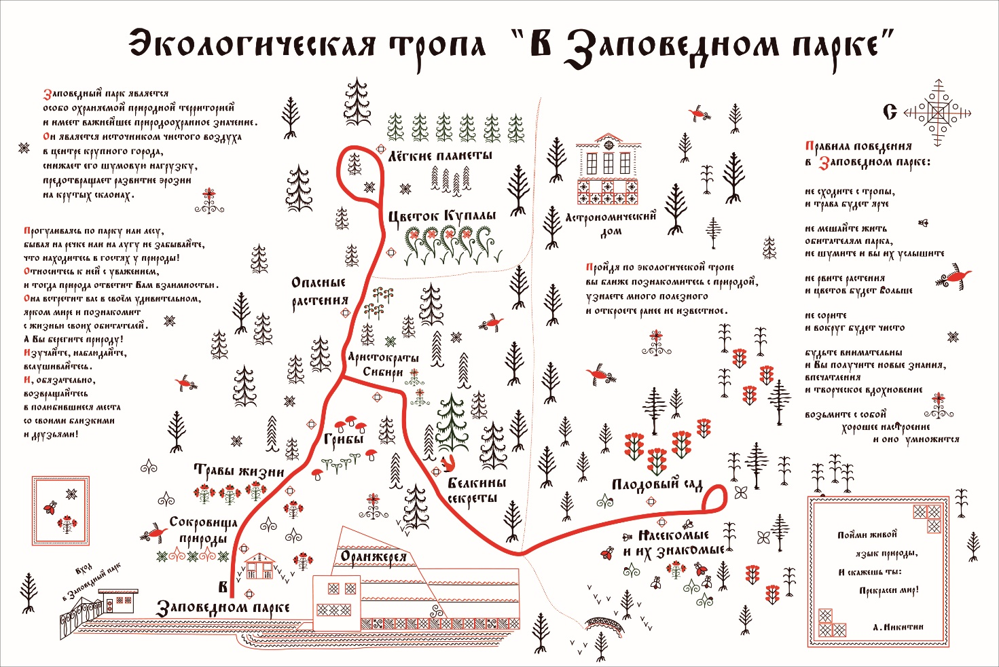 Экологическая тропа "В Заповедном парке"
Заповедный парк является
особо охраняемой природной территорией
и имеет важнейшее природоохранное значение.
Он является источником чистого воздуха
в центре крупного города,
снижает его шумовую нагрузку,
предотвращает развитие эрозии
на крутых склонах.
Прогуливаясь по парку или лесу,
бывая на речке или на лугу не забывайте,
что находитесь в гостях у природы!
Относитесь к ней с уважением,
и тогда природа ответит Вам взаимностью.
Она встретит вас в своём удивительном,
ярком мире и познакомит
с жизнью своих обитателей.
А Вы берегите природу!
Изучайте, наблюдайте,
вслушивайтесь.
И, обязательно,
возвращайтесь
в полюбившиеся места
со своими близкими
и друзьями!
Лёгкие планеты
Цветок Купалы
Опасные
растения
Аристократы
Сибири
Грибы
Травы жизни
Белкины
секреты
Сокровища
природы
Оранжерея
Вход
в Заповедный парк
В
Заповедном парке
Астрономический
дом
Пройдя по экологической тропе
вы ближе познакомитесь с природой,
узнаете много полезного
и откроете ранее не известное.
Плодовый сад
Насекомые
и их знакомые
С
Правила поведения
в Заповедном парке:
не сходите с тропы,
и трава будет ярче
не мешайте жить
обитателям парка,
не шумите и вы их услышите
не рвите растения
и цветов будет больше
не сорите
и вокруг будет чисто
будьте внимательны
и Вы получите новые знания,
впечатления
и творческое вдохновение
возьмите с собой
хорошее настроение
и оно умножится
Пойми живой
язык природы,
И скажешь ты:
Прекрасен мир!
А.Никитин